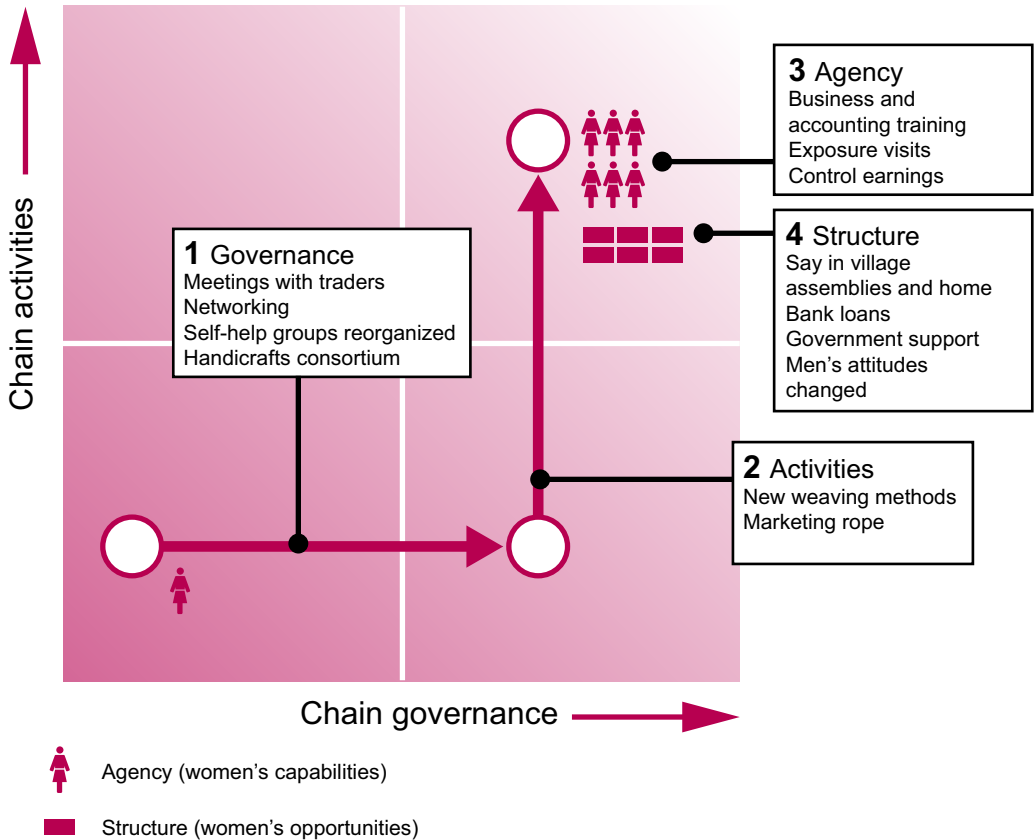 Chain activities
3 Agency
Business and
accounting training
Exposure visits
Control earnings
1 Governance
Meetings with traders
Networking
Self-help groups reorganized
Handicrafts consortium
4 Structure
Say in village
assemblies and home
Bank loans
Government support
Men’s attitudes
changed
2 Activities
New weaving methods
Marketing rope
Chain governance
Agency (women’s capabilities)
Structure (women’s opportunities)